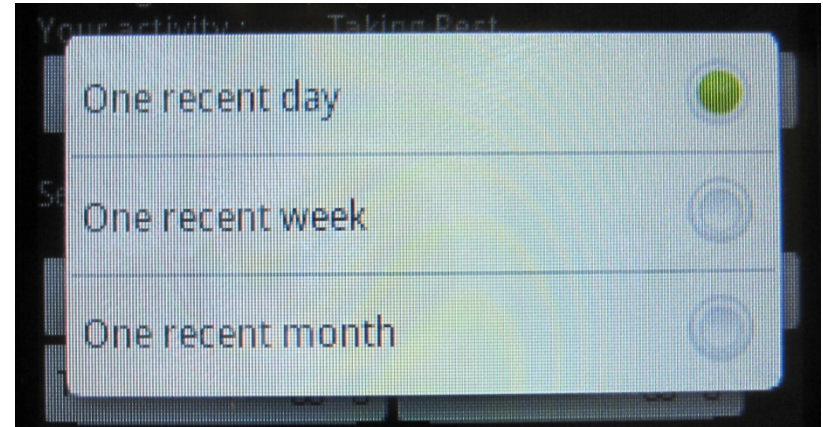 Your activity : Taking Rest
One recent day
One recent week
One recent month